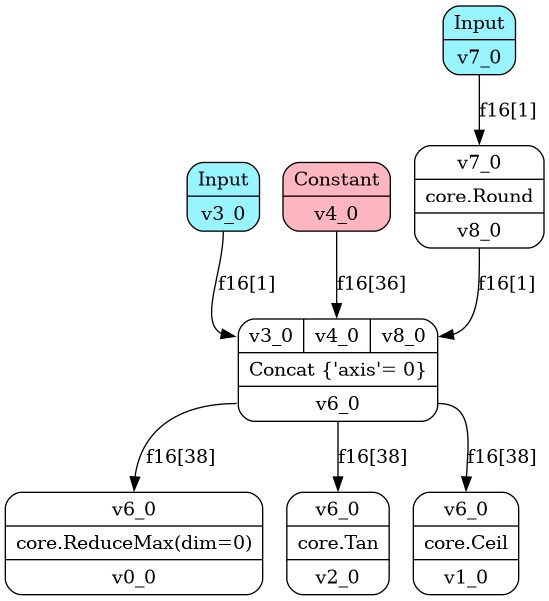 Input
v7_0
f16[1]
v7_0
core.Round
v8_0
Input
v3_0
Constant
v4_0
f16[1]
f16[36]
f16[1]
v3_0 v4_0 v8_0
Concat {'axis'= 0}
v6_0
f16[38]
f16[38]
f16[38]
v6_0
core.ReduceMax(dim=0)
v0_0
v6_0
core.Tan
v2_0
v6_0
core.Ceil
v1_0